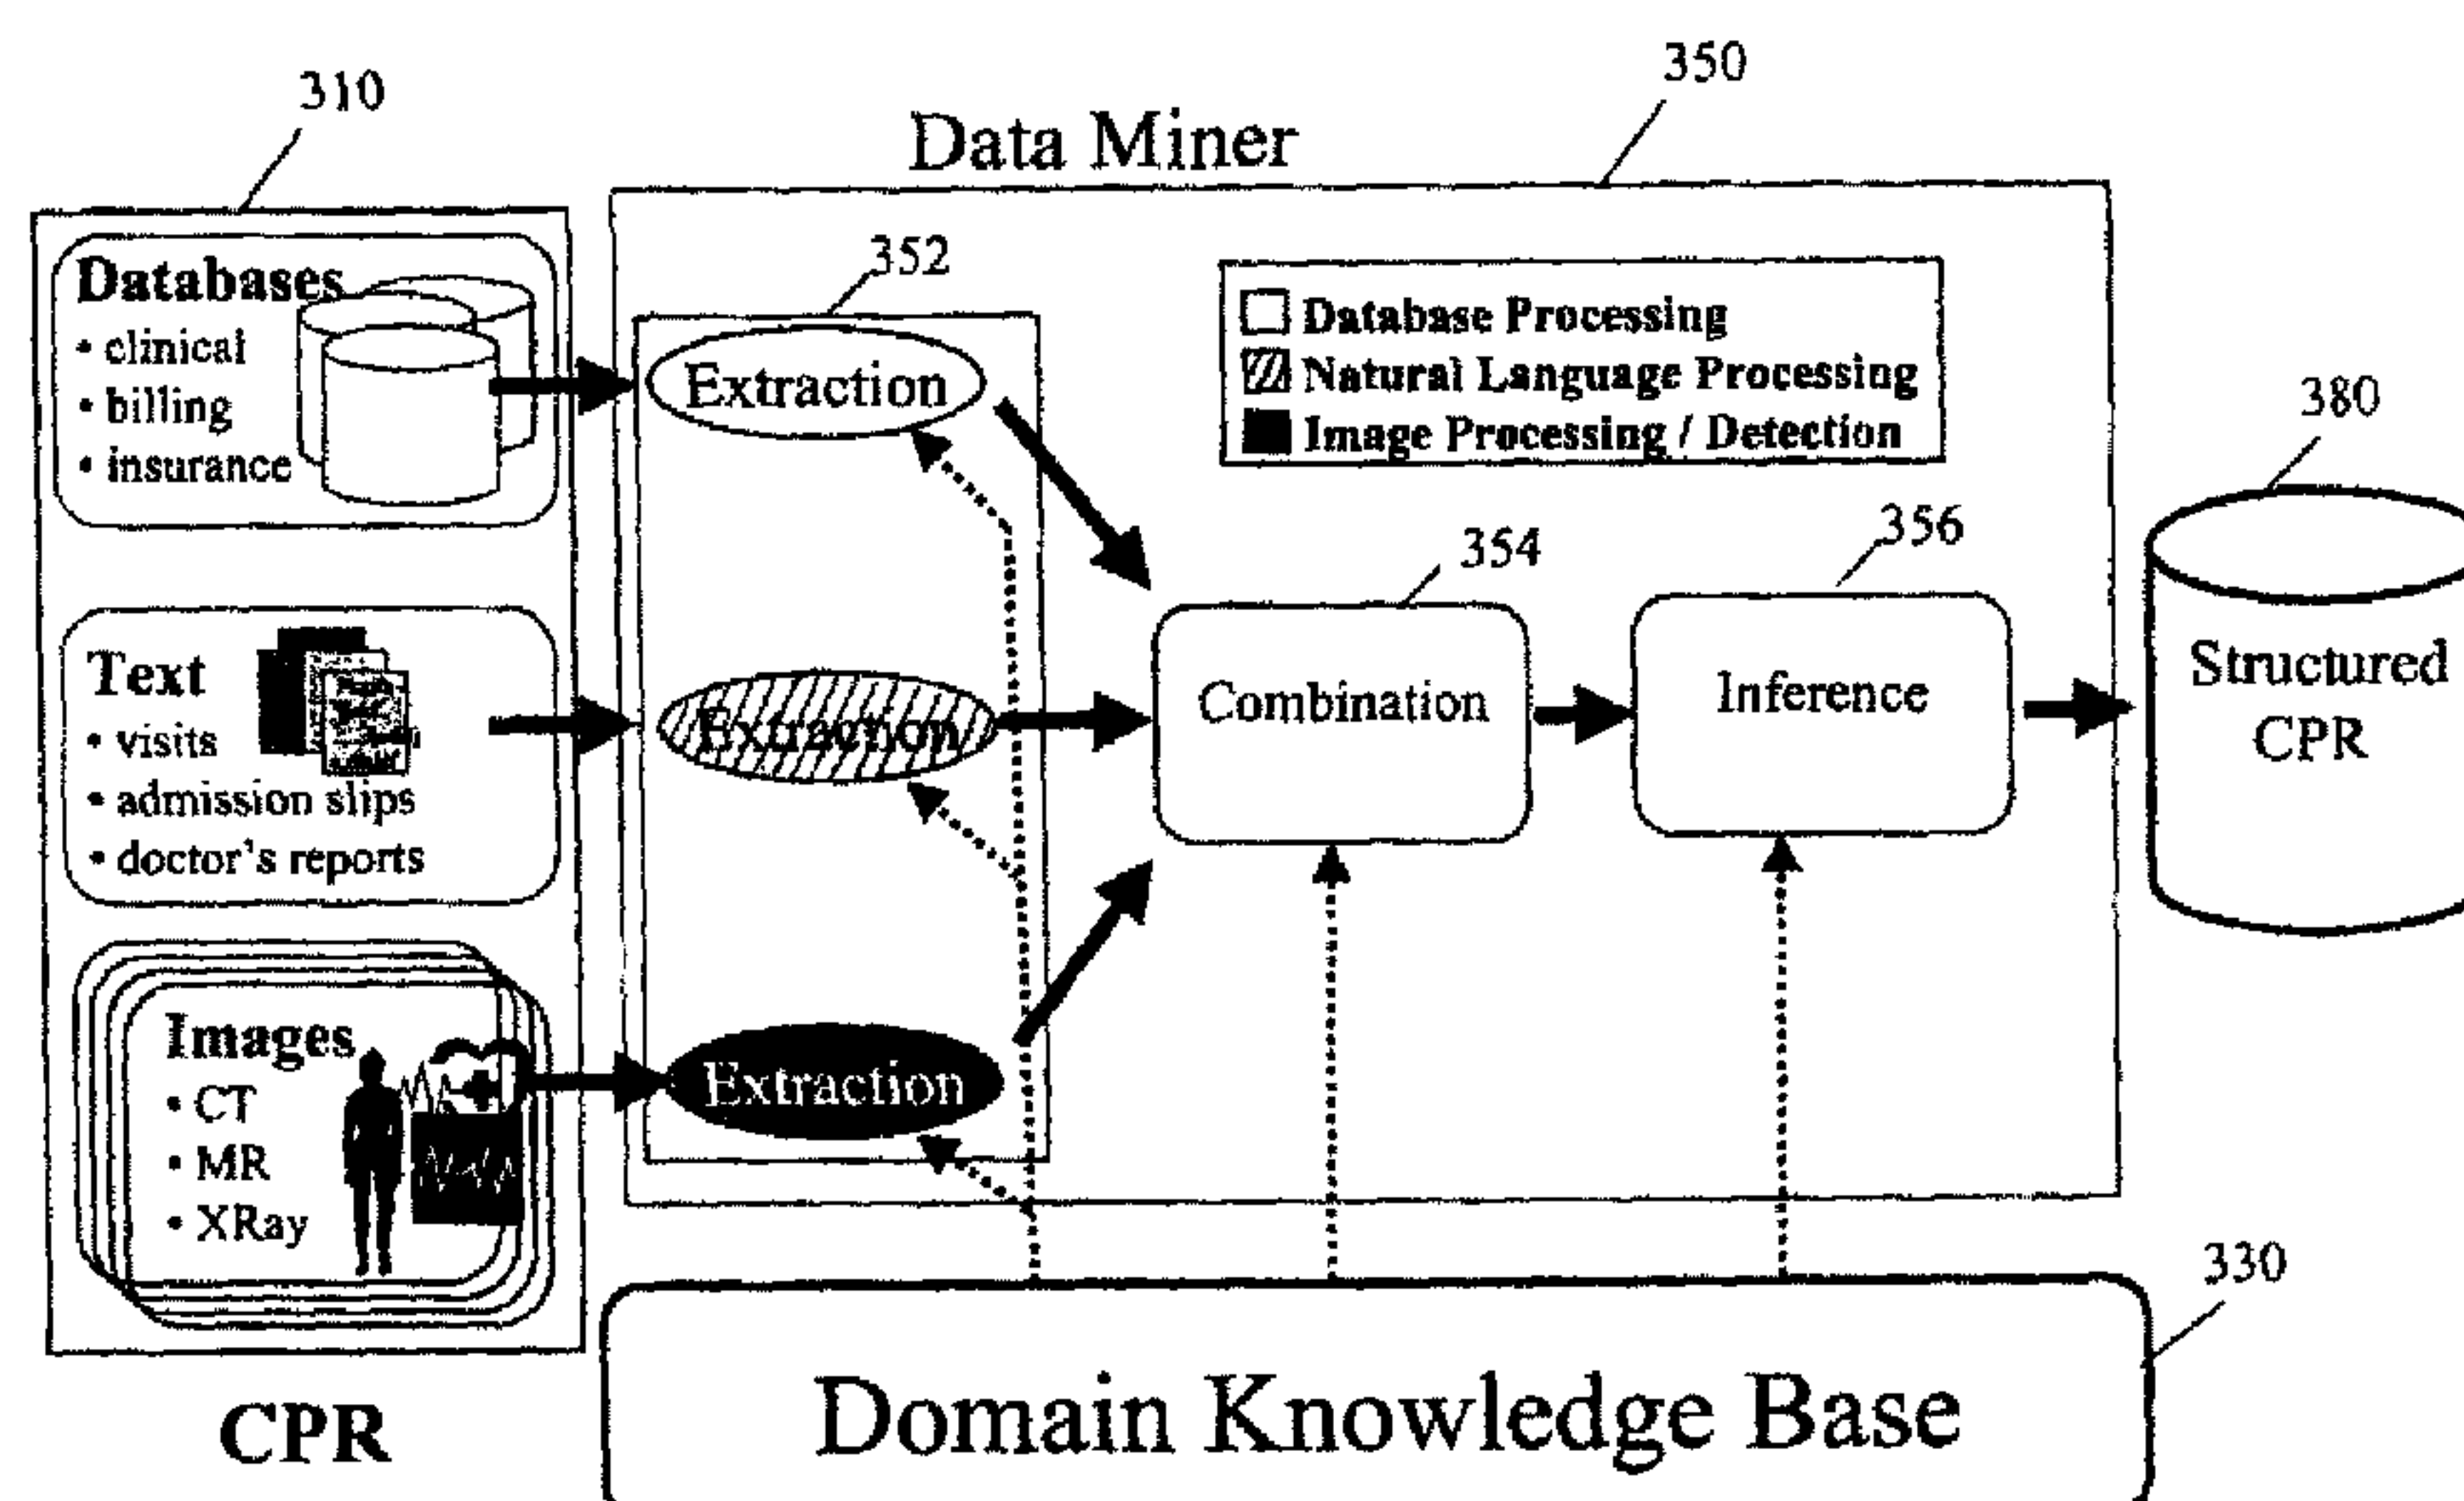 310
350
Data Miner
Databases
• clinical
• billing
• insurance
352
Extraction
Database Processing
Natural Language Processing
Image Processing / Detection
380
Text
• visits
• admission slips
• doctor's reports
Extraction
354
Combination
356
Inference
Structured
CPR
Images
• CT
• MR
• XRay
Extraction
330
CPR
Domain Knowledge Base